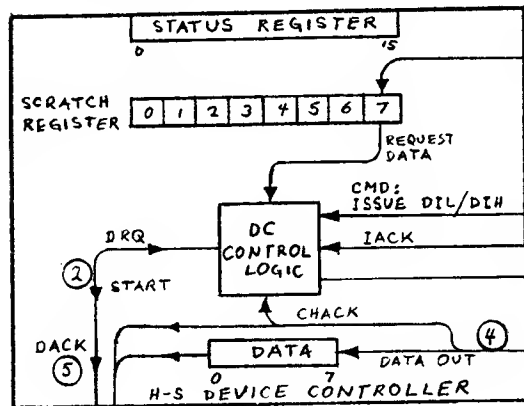 STATUS REGISTER
0 15
SCRATCH REGISTER
0 1 2 3 4 5 6 7
REQUEST DATA
CMD:
ISSUE DIL/DIH
DC CONTROL LOGIC
DRQ
IACK
2
START
CHACK
4
DACK
5
DATA
DATA OUT
0 7
H-S DEVICE CONTROLLER